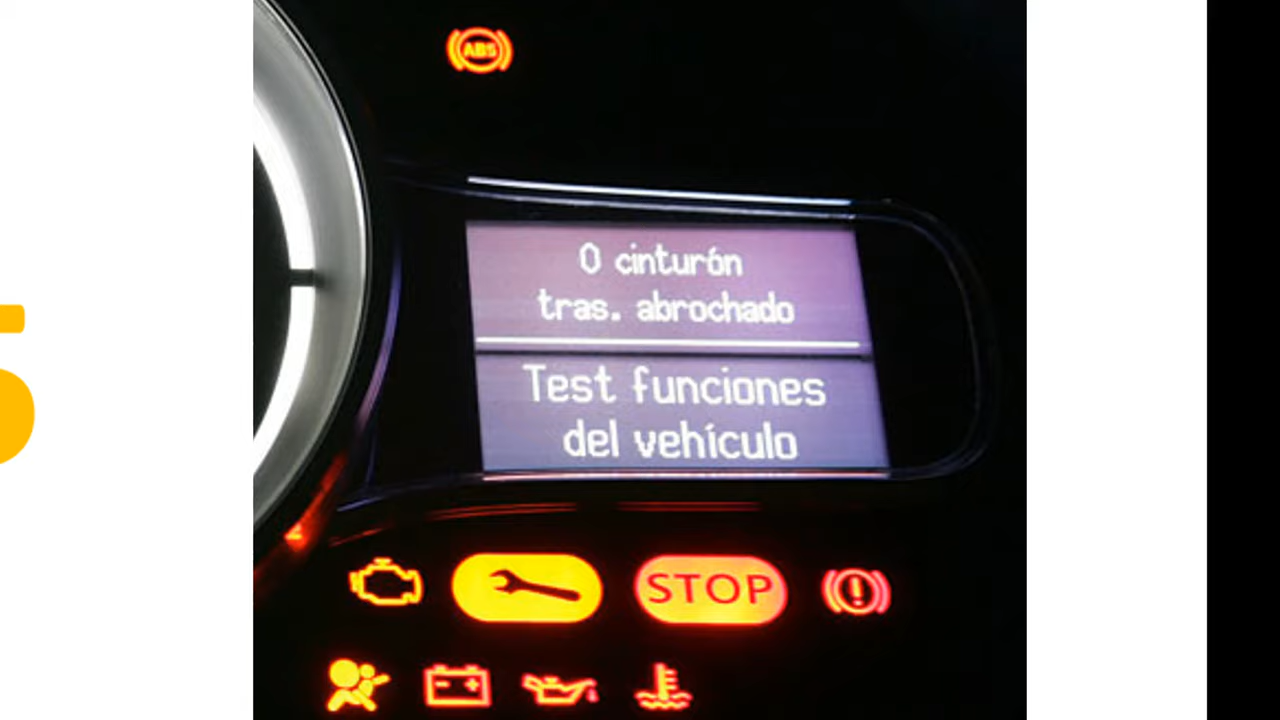 ABS
0 cinturón
tras. abrochado
Test funciones
del vehículo
STOP